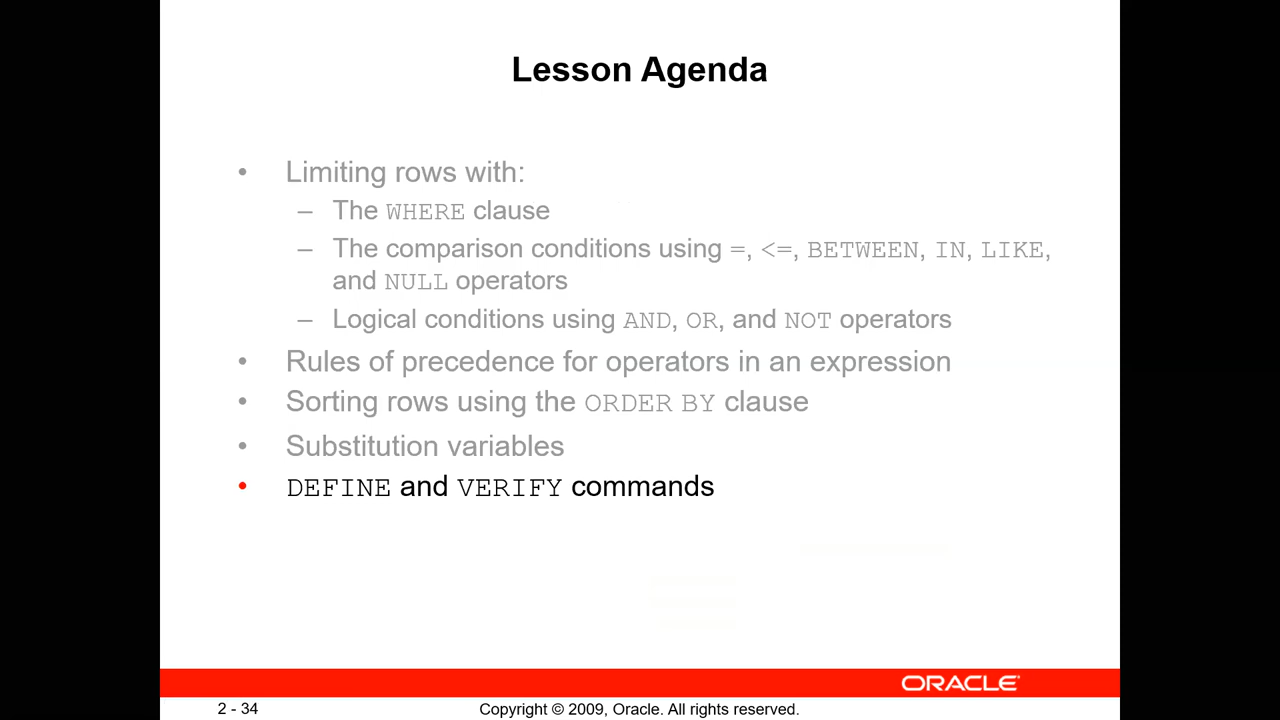 Lesson Agenda
• Limiting rows with:
– The WHERE clause
– The comparison conditions using =, <=, BETWEEN, IN, LIKE,
and NULL operators
– Logical conditions using AND, OR, and NOT operators
• Rules of precedence for operators in an expression
• Sorting rows using the ORDER BY clause
• Substitution variables
• DEFINE and VERIFY commands
ORACLE
2 - 34
Copyright © 2009, Oracle. All rights reserved.